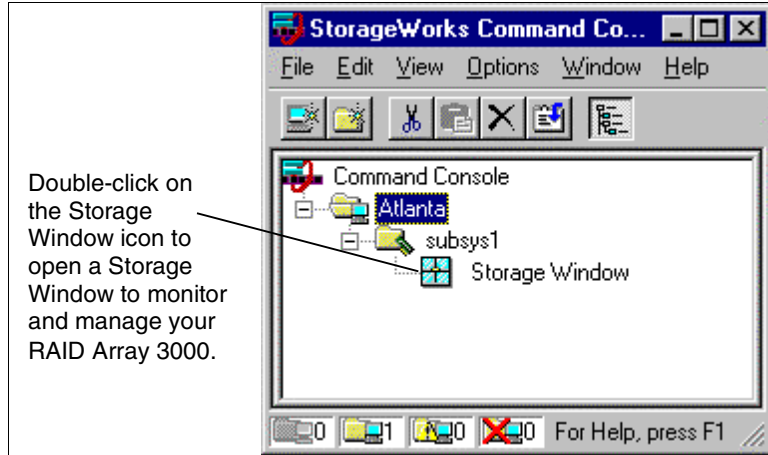 StorageWorks Command Co...
File Edit View Options Window Help
Double-click on
the Storage
Window icon to
open a Storage
Window to monitor
and manage your
RAID Array 3000.
Command Console
Atlanta
subsys1
Storage Window
0 1 0 0 For Help, press F1